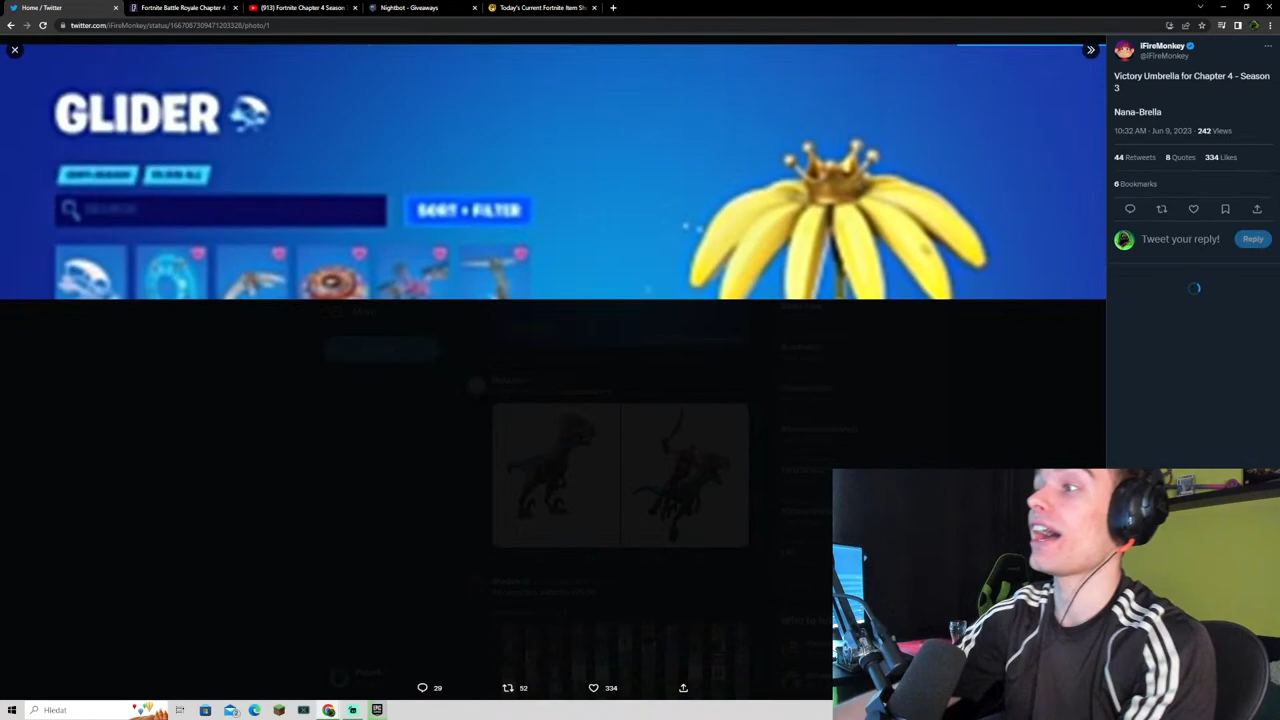 Home / Twitter
Fortnite Battle Royale Chapter 4
(913) Fortnite Chapter 4 Season
Nightbot - Giveaways
Today's Current Fortnite Item Sh
twitter.com/iFireMonkey/status/1667087309471203328/photo/1
GLIDER
SEARCH
SORT + FILTER
iFireMonkey
@iFireMonkey
Victory Umbrella for Chapter 4 - Season
3
Nana-Brella
10:32 AM · Jun 9, 2023 · 242 Views
44 Retweets 8 Quotes 334 Likes
6 Bookmarks
Tweet your reply!
Reply
29 52 334
Hledat